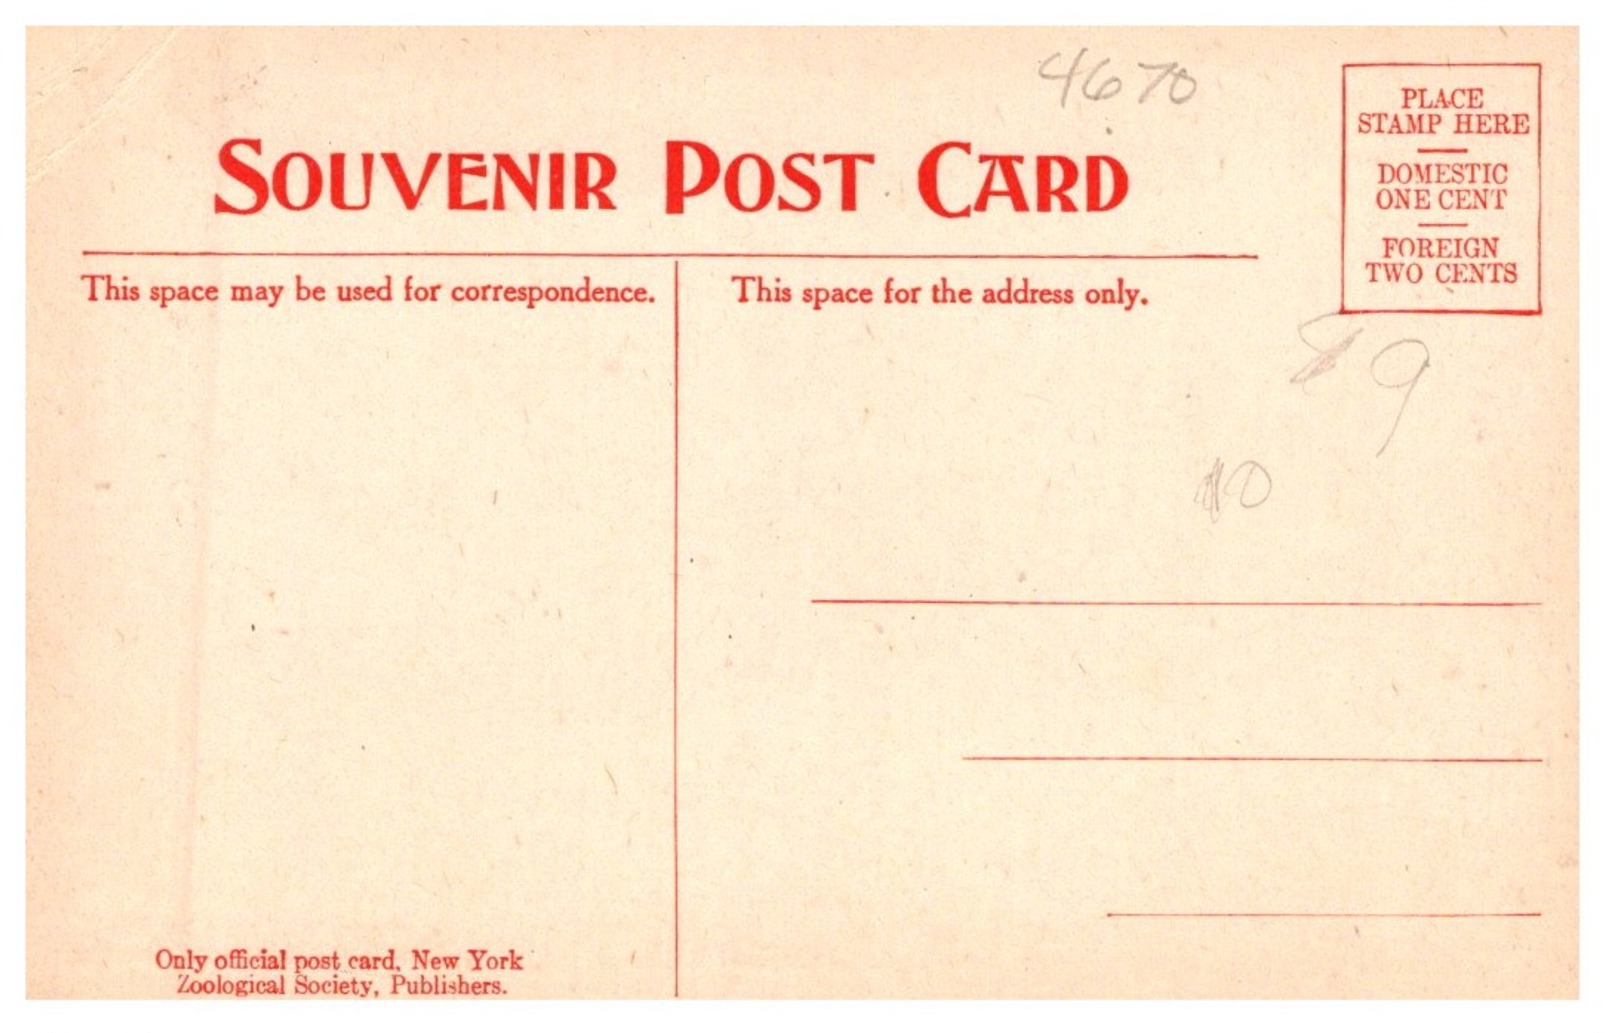 4670
SOUVENIR POST CARD
PLACE
STAMP HERE
DOMESTIC
ONE CENT
FOREIGN
TWO CENTS
This space may be used for correspondence.
This space for the address only.
9
Only official post card, New York
Zoological Society, Publishers.